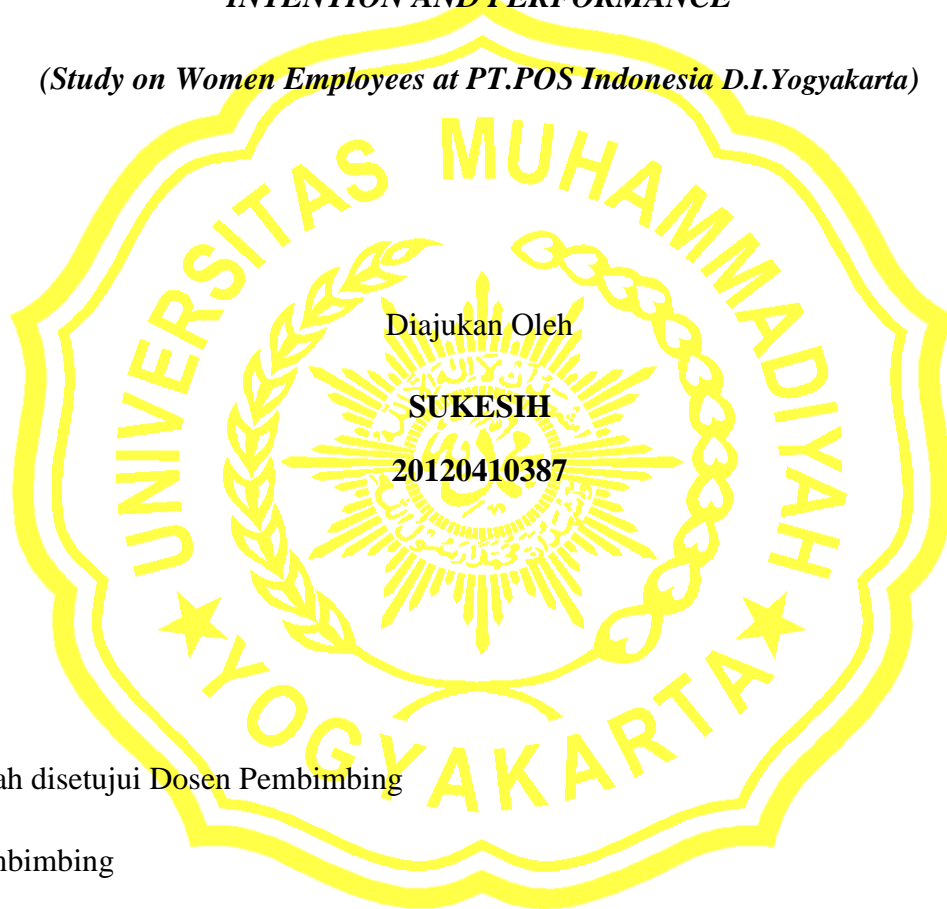 INTENTION AND PERFORMANCE
(Study on Women Employees at PT.POS Indonesia D.I.Yogyakarta)
UNIVERSITAS MUHAMMADIYAH
★ YOGYAKARTA ★
Diajukan Oleh
SUKESIH
20120410387
ah disetujui Dosen Pembimbing
mbimbing